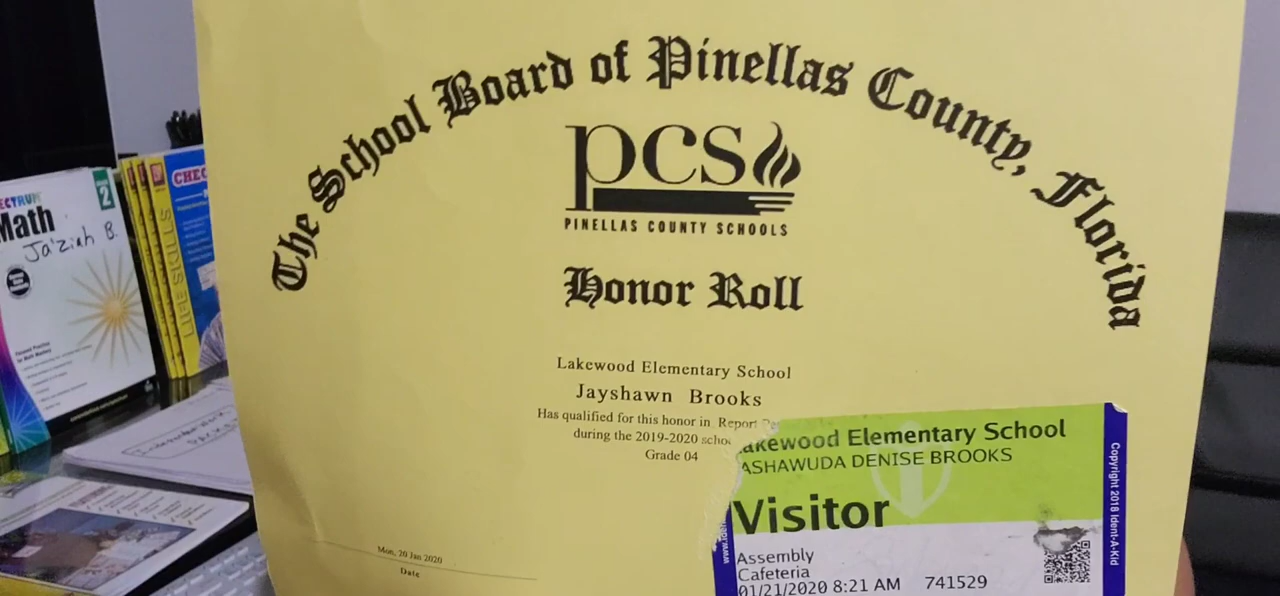 The School Board of Pinellas County, Florida
pcs
PINELLAS COUNTY SCHOOLS
Honor Roll
Lakewood Elementary School
Jayshawn Brooks
Has qualified for this honor in Report
during the 2019-2020
Grade 04
Mon, 20 Jan 2020
Date
akewood Elementary School
ASHAWUDA DENISE BROOKS
Visitor
Assembly
Cafeteria
01/21/2020 8:21 AM 741529
Copyright 2018 Ident-A-Kid
ECTRUM
Math
2
Ja'ziah B.
LIFE SKILLS
CHEC